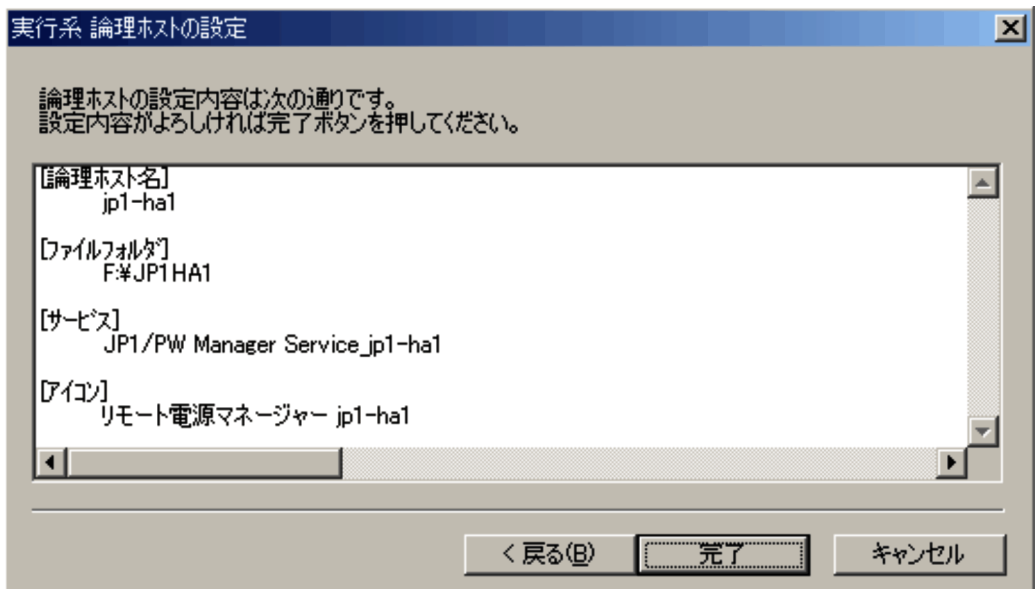 実行系 論理ホストの設定
論理ホストの設定内容は次の通りです。
設定内容がよろしければ完了ボタンを押してください。
[論理ホスト名]
jp1-ha1
[ファイルフォルダ]
F:¥JP1HA1
[サービス]
JP1/PW Manager Service_jp1-ha1
[アイコン]
リモート電源マネージャー jp1-ha1
< 戻る(B)
完了
キャンセル